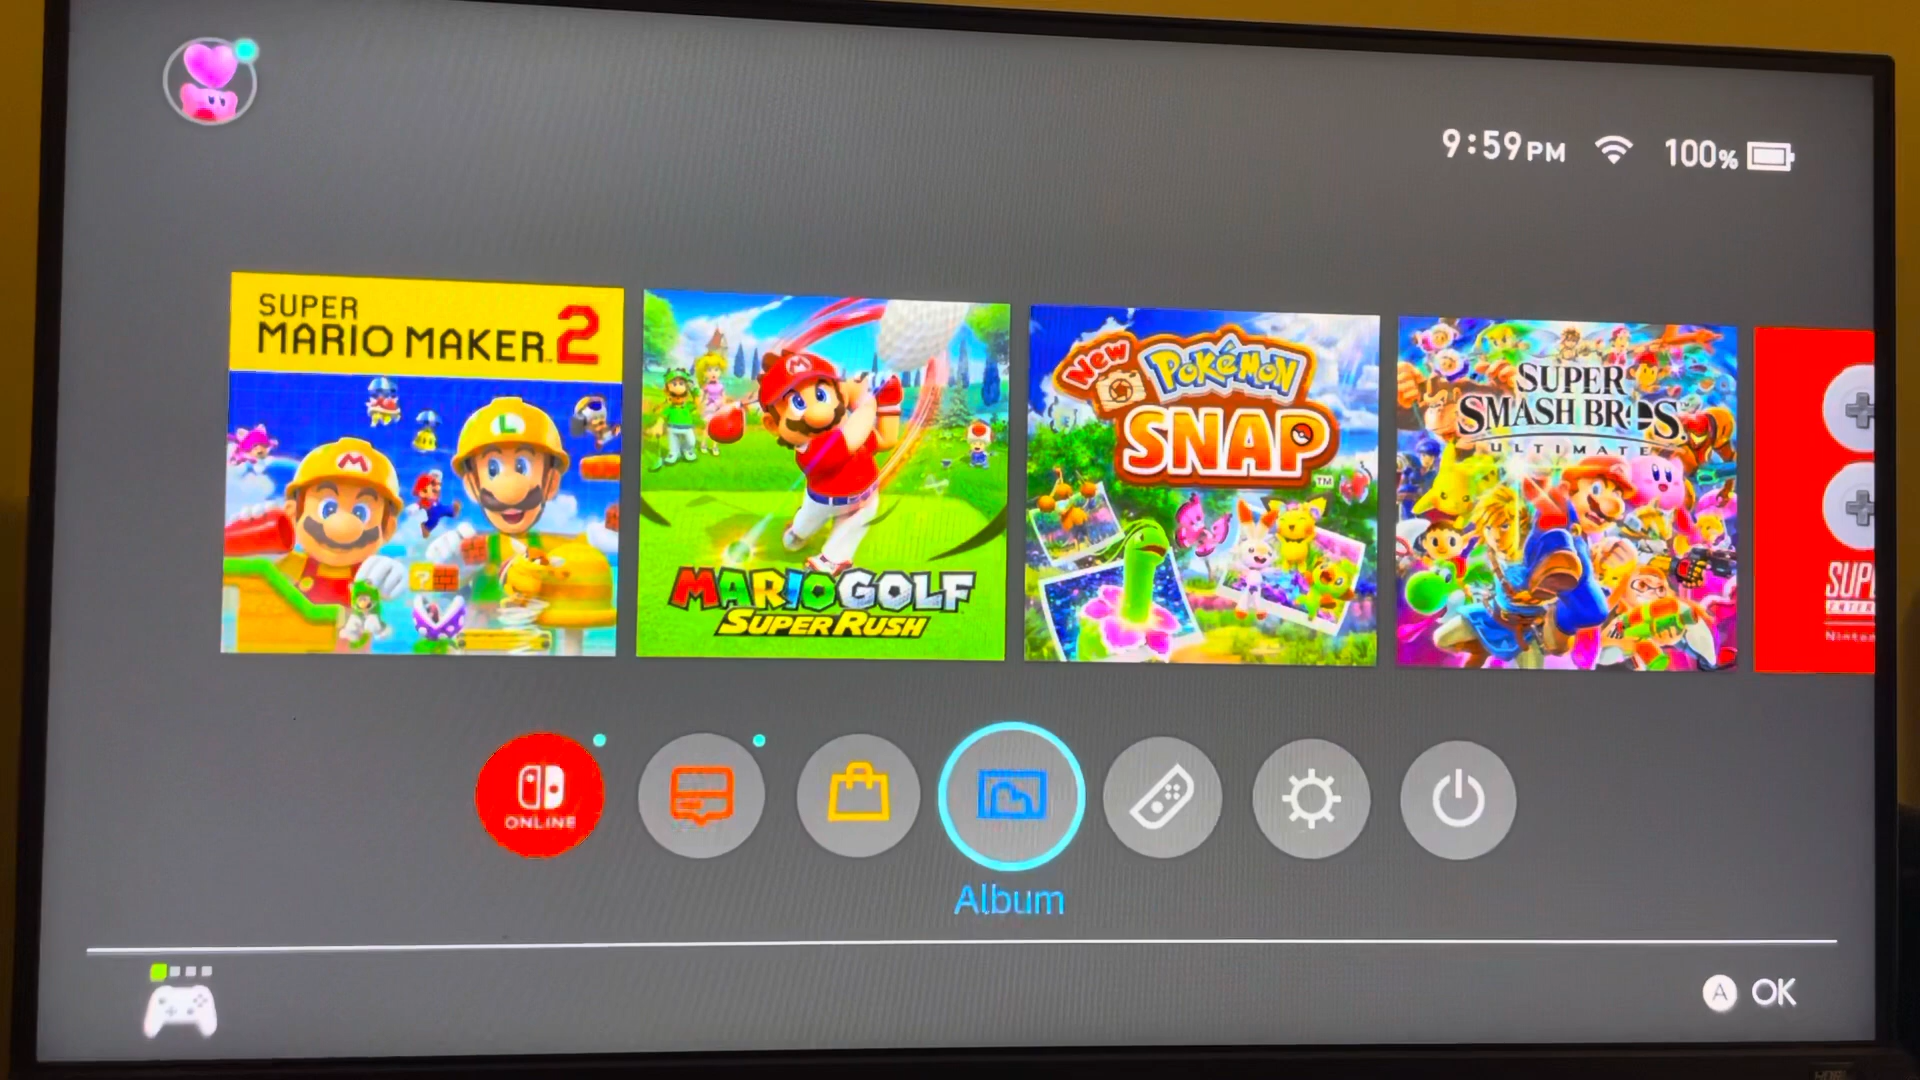 9:59PM 100%
SUPER
MARIO MAKER 2
L
M
M
MARIO GOLF
SUPER RUSH
New
POKéMON
SNAP
TM
SUPER
SMASH BROS.
ULTIMATE
ONLINE
Album
A OK